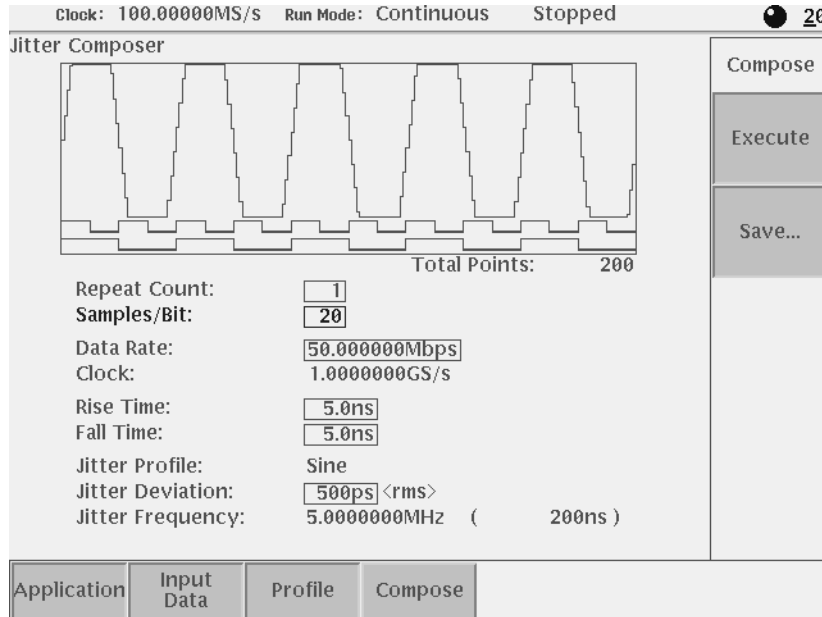 Clock: 100.00000MS/s Run Mode: Continuous Stopped 20
Jitter Composer
Compose
Execute
Save...
Total Points: 200
Repeat Count: 1
Samples/Bit: 20
Data Rate: 50.000000Mbps
Clock: 1.0000000GS/s
Rise Time: 5.0ns
Fall Time: 5.0ns
Jitter Profile: Sine
Jitter Deviation: 500ps <rms>
Jitter Frequency: 5.0000000MHz ( 200ns )
Application
Input Data
Profile
Compose